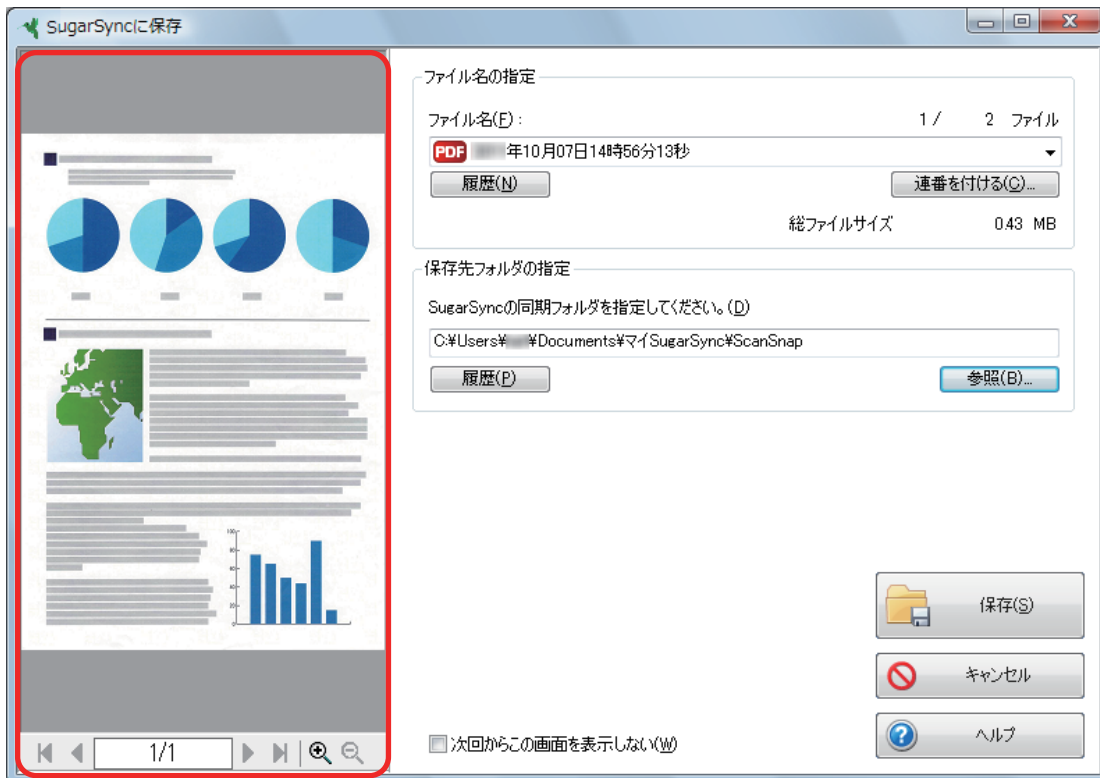 SugarSyncに保存
ファイル名の指定
ファイル名(F):
1/ 2 ファイル
PDF 年10月07日14時56分13秒
履歴(N)
連番を付ける(C)...
総ファイルサイズ 0.43 MB
保存先フォルダの指定
SugarSyncの同期フォルダを指定してください。(D)
C:¥Users¥ ¥Documents¥マイSugarSync¥ScanSnap
履歴(P)
参照(B)...
100
80
60
40
20
保存(S)
キャンセル
ヘルプ
1/1
次回からこの画面を表示しない(W)